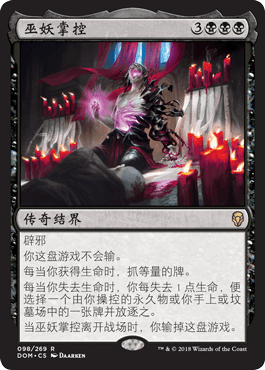 巫妖掌控 3
传奇结界
辟邪
你这盘游戏不会输。
每当你获得生命时，抓等量的牌。
每当你失去生命时，你每失去1点生命，便
选择一个由你操控的永久物或你手上或坟
墓场中的一张牌并放逐之。
当巫妖掌控离开战场时，你输掉这盘游戏。
098/269 R
DOM • CS DAARKEN
™ & © 2018 Wizards of the Coast